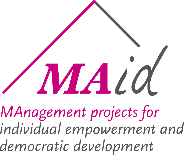 MAid
MAnagement projects for
individual empowerment and
democratic development